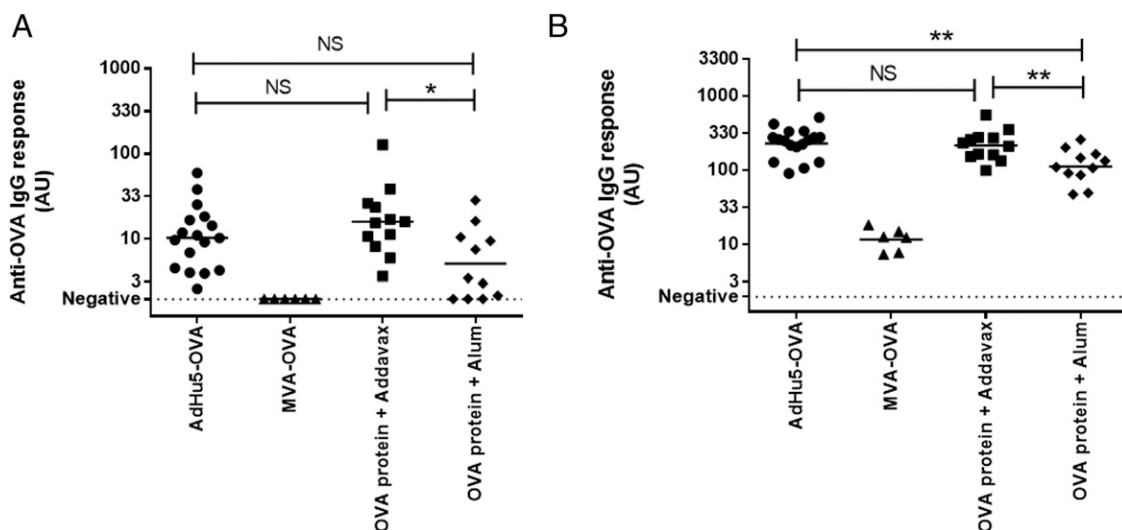 A
Anti-OVA IgG response
(AU)
1000
330
100
33
10
3
Negative
NS
NS
*
AdHu5-OVA
MVA-OVA
OVA protein + Addavax
OVA protein + Alum
B
Anti-OVA IgG response
(AU)
3300
1000
330
100
33
10
3
Negative
**
NS
**
AdHu5-OVA
MVA-OVA
OVA protein + Addavax
OVA protein + Alum